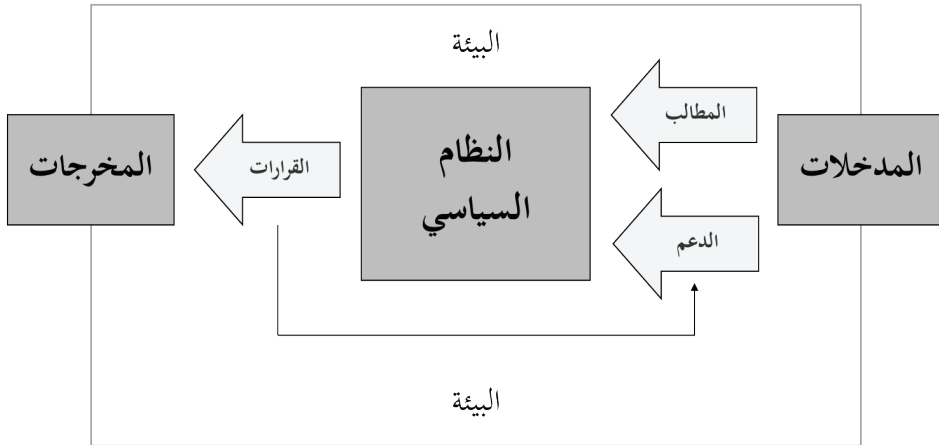 البيئة
المدخلات
المطالب
الدعم
النظام
السياسي
القرارات
المخرجات
البيئة